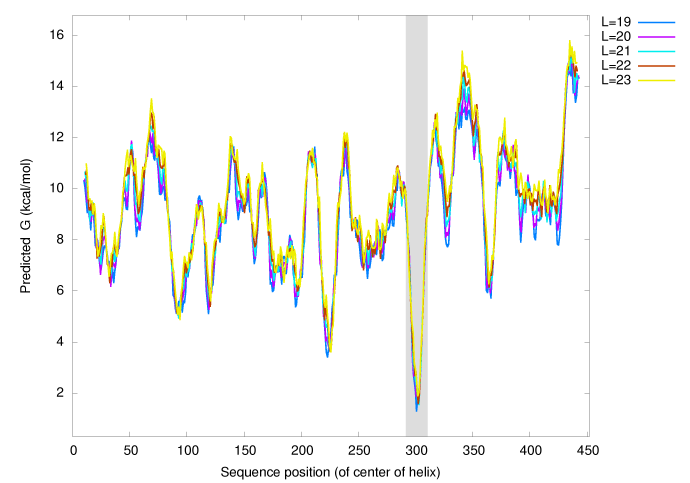 L=19
L=20
L=21
L=22
L=23
16
14
12
10
8
6
4
2
Predicted G (kcal/mol)
0 50 100 150 200 250 300 350 400 450
Sequence position (of center of helix)